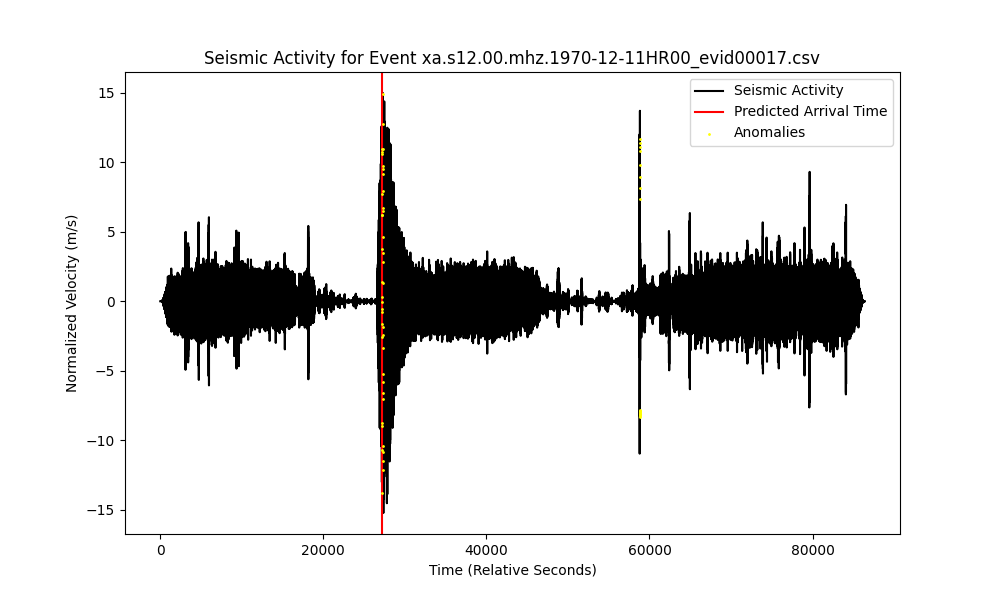 Seismic Activity for Event xa.s12.00.mhz.1970-12-11HR00_evid00017.csv
Seismic Activity
Predicted Arrival Time
Anomalies
Normalized Velocity (m/s)
15
10
5
0
−5
−10
−15
0
20000
40000
60000
80000
Time (Relative Seconds)